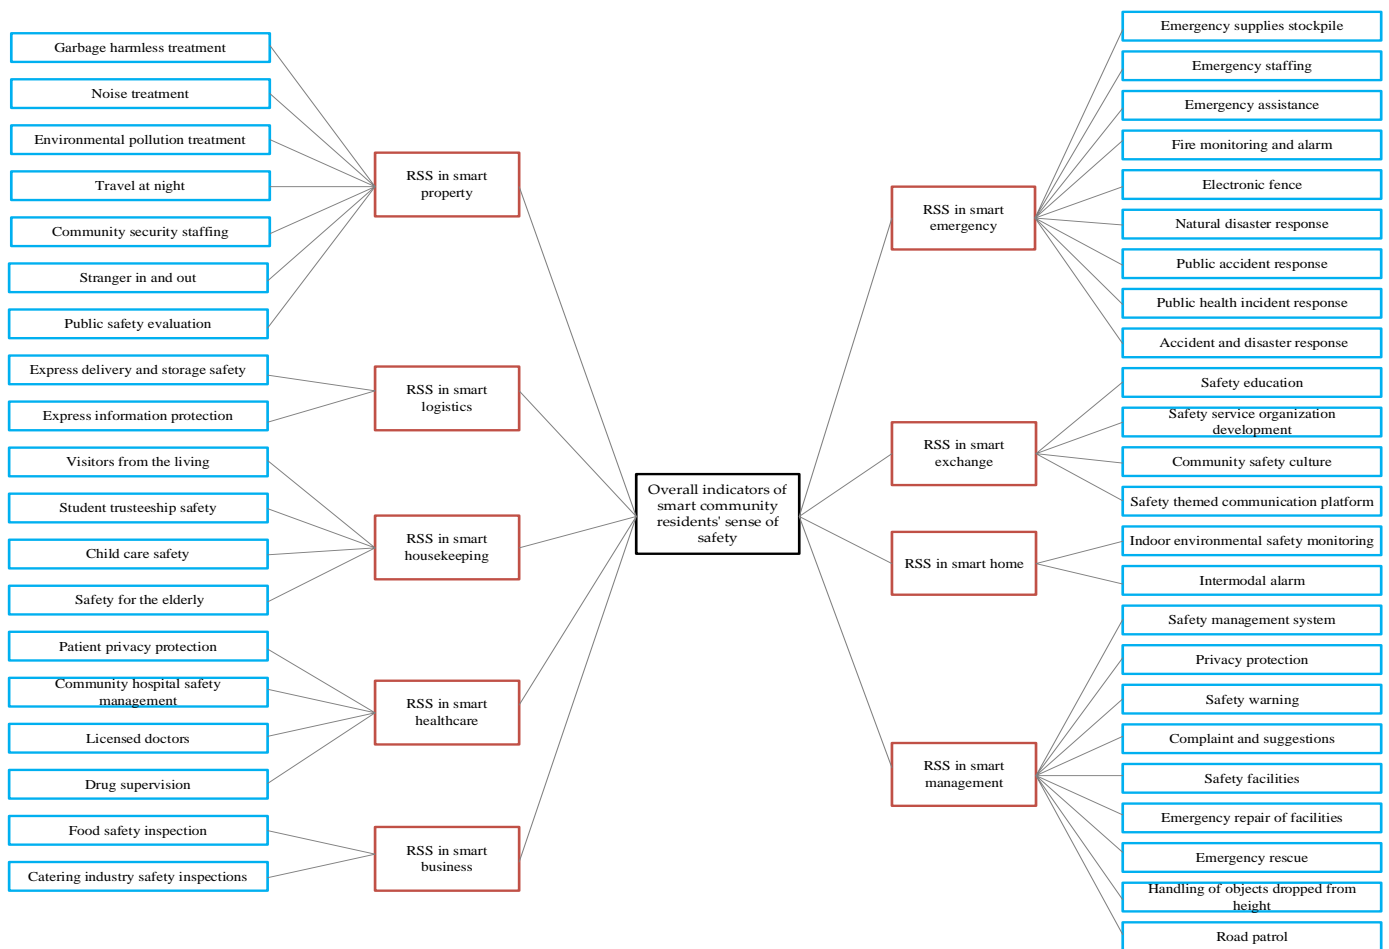 Garbage harmless treatment
Noise treatment
Environmental pollution treatment
Travel at night
Community security staffing
Stranger in and out
Public safety evaluation
Express delivery and storage safety
Express information protection
Visitors from the living
Student trusteeship safety
Child care safety
Safety for the elderly
Patient privacy protection
Community hospital safety
management
Licensed doctors
Drug supervision
Food safety inspection
Catering industry safety inspections
RSS in smart
property
RSS in smart
logistics
RSS in smart
housekeeping
RSS in smart
healthcare
RSS in smart
business
Overall indicators of
smart community
residents' sense of
safety
RSS in smart
emergency
RSS in smart
exchange
RSS in smart home
RSS in smart
management
Emergency supplies stockpile
Emergency staffing
Emergency assistance
Fire monitoring and alarm
Electronic fence
Natural disaster response
Public accident response
Public health incident response
Accident and disaster response
Safety education
Safety service organization
development
Community safety culture
Safety themed communication platform
Indoor environmental safety monitoring
Intermodal alarm
Safety management system
Privacy protection
Safety warning
Complaint and suggestions
Safety facilities
Emergency repair of facilities
Emergency rescue
Handling of objects dropped from
height
Road patrol